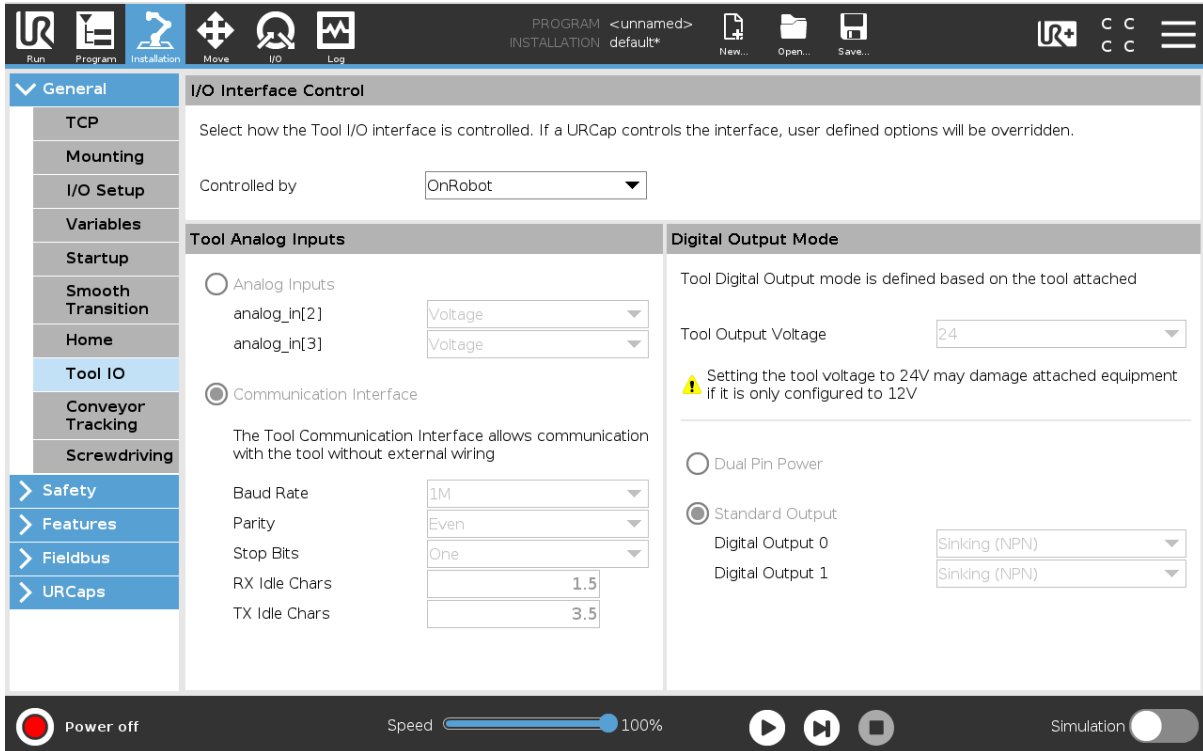 PROGRAM <unnamed>
INSTALLATION default*
UR
Run
Program
Installation
Move
I/O
Log
New...
Open...
Save...
UR+
C C
C C
General
TCP
Mounting
I/O Setup
Variables
Startup
Smooth
Transition
Home
Tool IO
Conveyor
Tracking
Screwdriving
Safety
Features
Fieldbus
URCaps
I/O Interface Control
Select how the Tool I/O interface is controlled. If a URCap controls the interface, user defined options will be overridden.
Controlled by OnRobot
Tool Analog Inputs
Analog Inputs
analog_in[2] Voltage
analog_in[3] Voltage
Communication Interface
The Tool Communication Interface allows communication
with the tool without external wiring
Baud Rate 1M
Parity Even
Stop Bits One
RX Idle Chars 1.5
TX Idle Chars 3.5
Digital Output Mode
Tool Digital Output mode is defined based on the tool attached
Tool Output Voltage 24
Setting the tool voltage to 24V may damage attached equipment
if it is only configured to 12V
Dual Pin Power
Standard Output
Digital Output 0 Sinking (NPN)
Digital Output 1 Sinking (NPN)
Power off
Speed 100%
Simulation